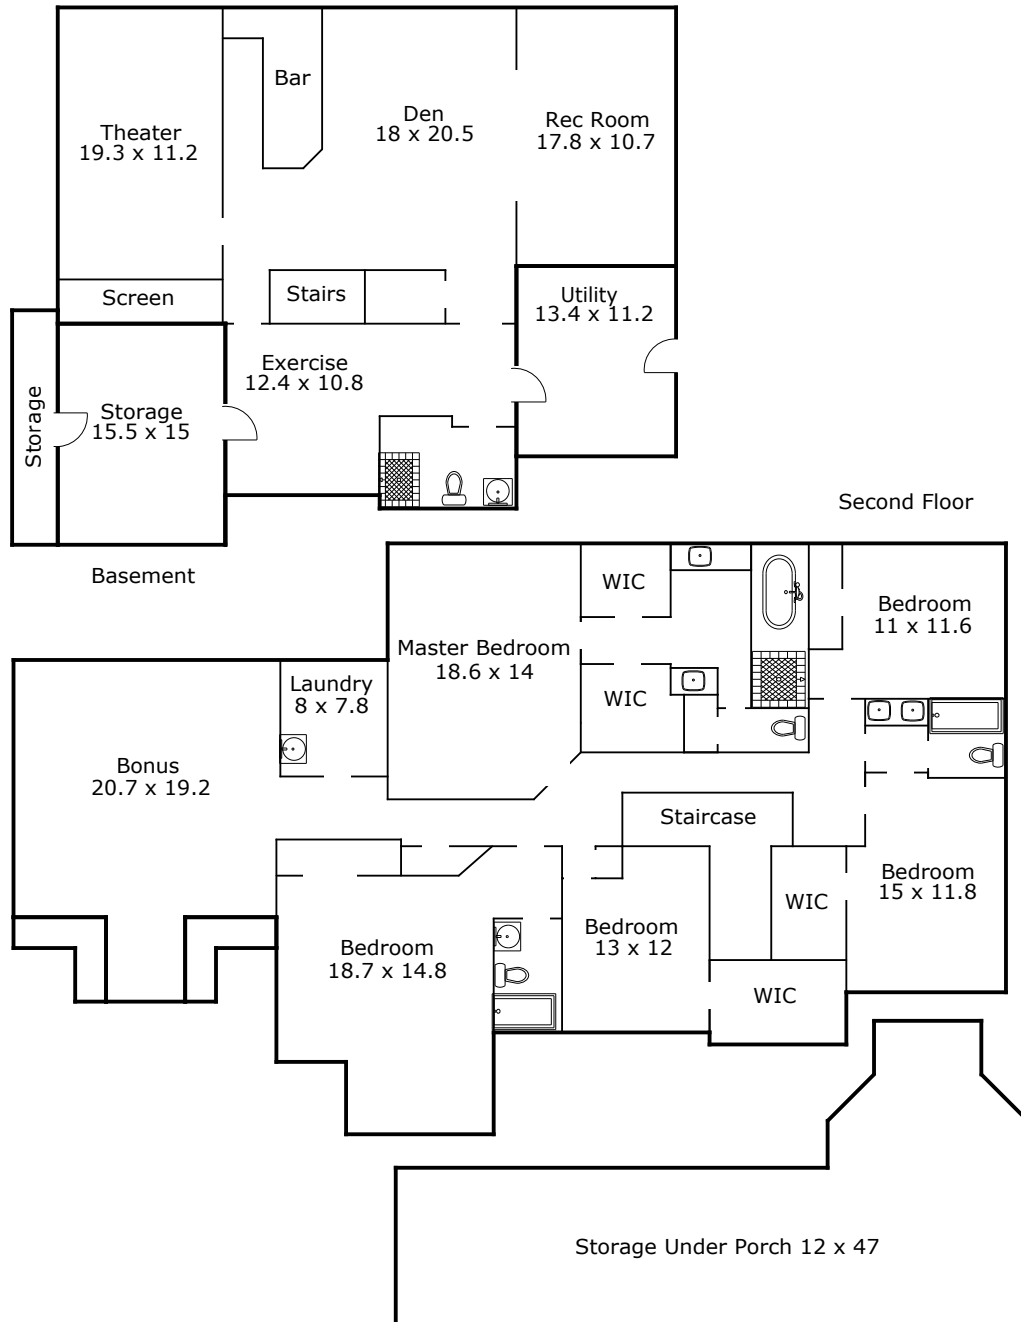 Bar
Den
18 x 20.5
Rec Room
17.8 x 10.7
Theater
19.3 x 11.2
Screen
Stairs
Utility
13.4 x 11.2
Exercise
12.4 x 10.8
Storage
Storage
15.5 x 15
Basement
Second Floor
WIC
Bedroom
11 x 11.6
Master Bedroom
18.6 x 14
Laundry
8 x 7.8
WIC
Bonus
20.7 x 19.2
Staircase
Bedroom
15 x 11.8
WIC
Bedroom
13 x 12
Bedroom
18.7 x 14.8
WIC
Storage Under Porch 12 x 47